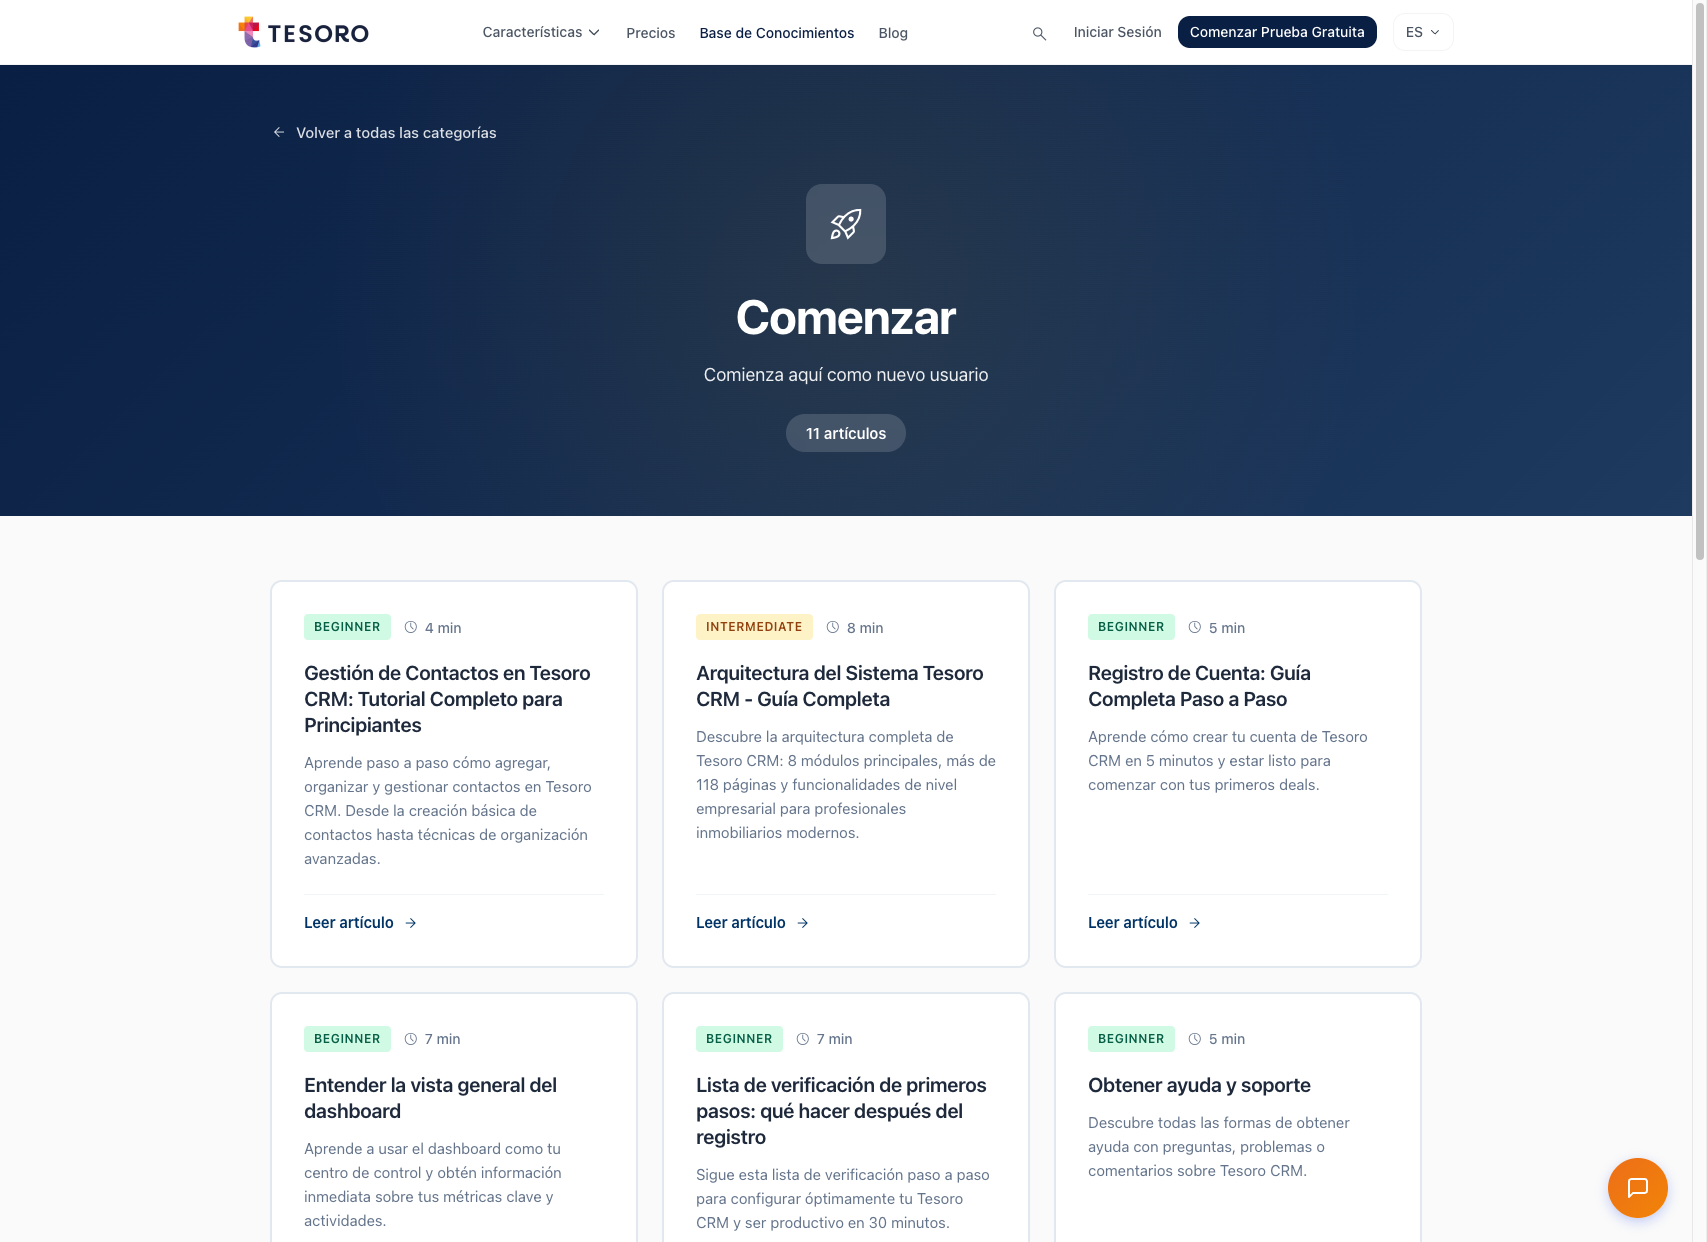 TESORO
Características
Precios
Base de Conocimientos
Blog
Iniciar Sesión
Comenzar Prueba Gratuita
ES
Volver a todas las categorías
Comenzar
Comienza aquí como nuevo usuario
11 artículos
BEGINNER
4 min
Gestión de Contactos en Tesoro
CRM: Tutorial Completo para
Principiantes
Aprende paso a paso cómo agregar,
organizar y gestionar contactos en Tesoro
CRM. Desde la creación básica de
contactos hasta técnicas de organización
avanzadas.
Leer artículo
INTERMEDIATE
8 min
Arquitectura del Sistema Tesoro
CRM - Guía Completa
Descubre la arquitectura completa de
Tesoro CRM: 8 módulos principales, más de
118 páginas y funcionalidades de nivel
empresarial para profesionales
inmobiliarios modernos.
Leer artículo
BEGINNER
5 min
Registro de Cuenta: Guía
Completa Paso a Paso
Aprende cómo crear tu cuenta de Tesoro
CRM en 5 minutos y estar listo para
comenzar con tus primeros deals.
Leer artículo
BEGINNER
7 min
Entender la vista general del
dashboard
Aprende a usar el dashboard como tu
centro de control y obtén información
inmediata sobre tus métricas clave y
actividades.
BEGINNER
7 min
Lista de verificación de primeros
pasos: qué hacer después del
registro
Sigue esta lista de verificación paso a paso
para configurar óptimamente tu Tesoro
CRM y ser productivo en 30 minutos.
BEGINNER
5 min
Obtener ayuda y soporte
Descubre todas las formas de obtener
ayuda con preguntas, problemas o
comentarios sobre Tesoro CRM.